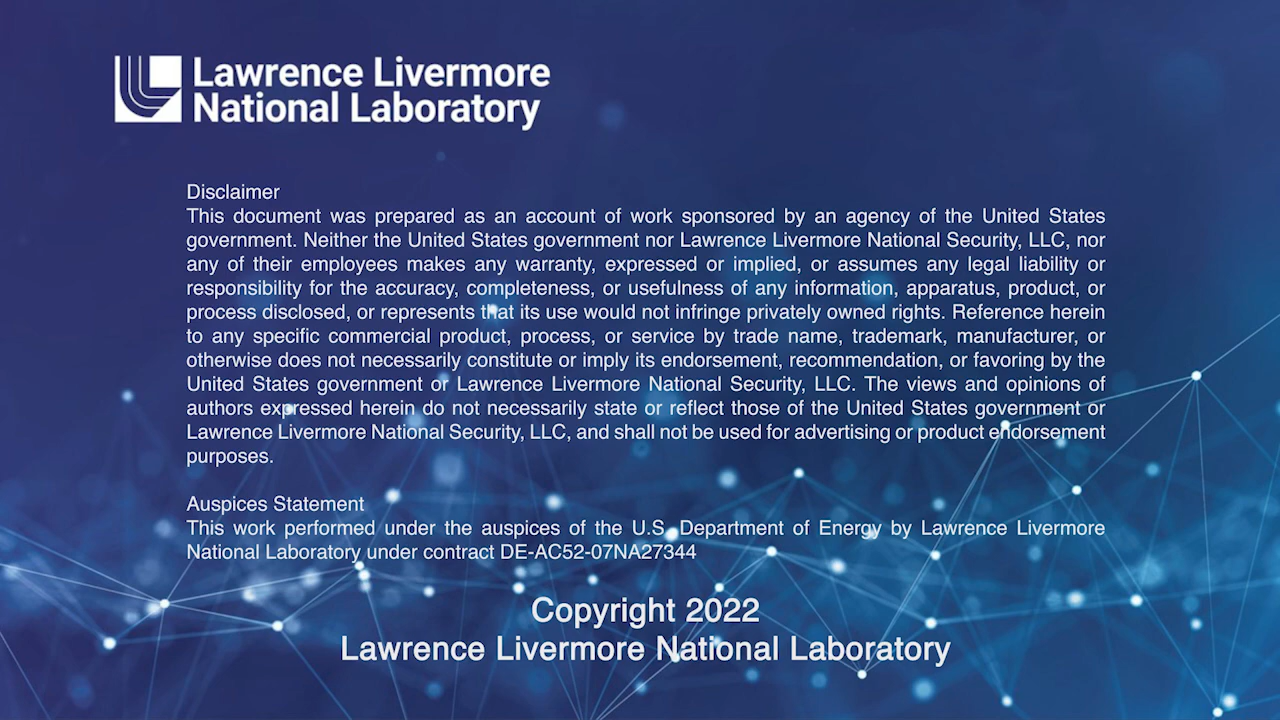 Lawrence Livermore
National Laboratory
Disclaimer
This document was prepared as an account of work sponsored by an agency of the United States
government. Neither the United States government nor Lawrence Livermore National Security, LLC, nor
any of their employees makes any warranty, expressed or implied, or assumes any legal liability or
responsibility for the accuracy, completeness, or usefulness of any information, apparatus, product, or
process disclosed, or represents that its use would not infringe privately owned rights. Reference herein
to any specific commercial product, process, or service by trade name, trademark, manufacturer, or
otherwise does not necessarily constitute or imply its endorsement, recommendation, or favoring by the
United States government or Lawrence Livermore National Security, LLC. The views and opinions of
authors expressed herein do not necessarily state or reflect those of the United States government or
Lawrence Livermore National Security, LLC, and shall not be used for advertising or product endorsement
purposes.
Auspices Statement
This work performed under the auspices of the U.S. Department of Energy by Lawrence Livermore
National Laboratory under contract DE-AC52-07NA27344
Copyright 2022
Lawrence Livermore National Laboratory